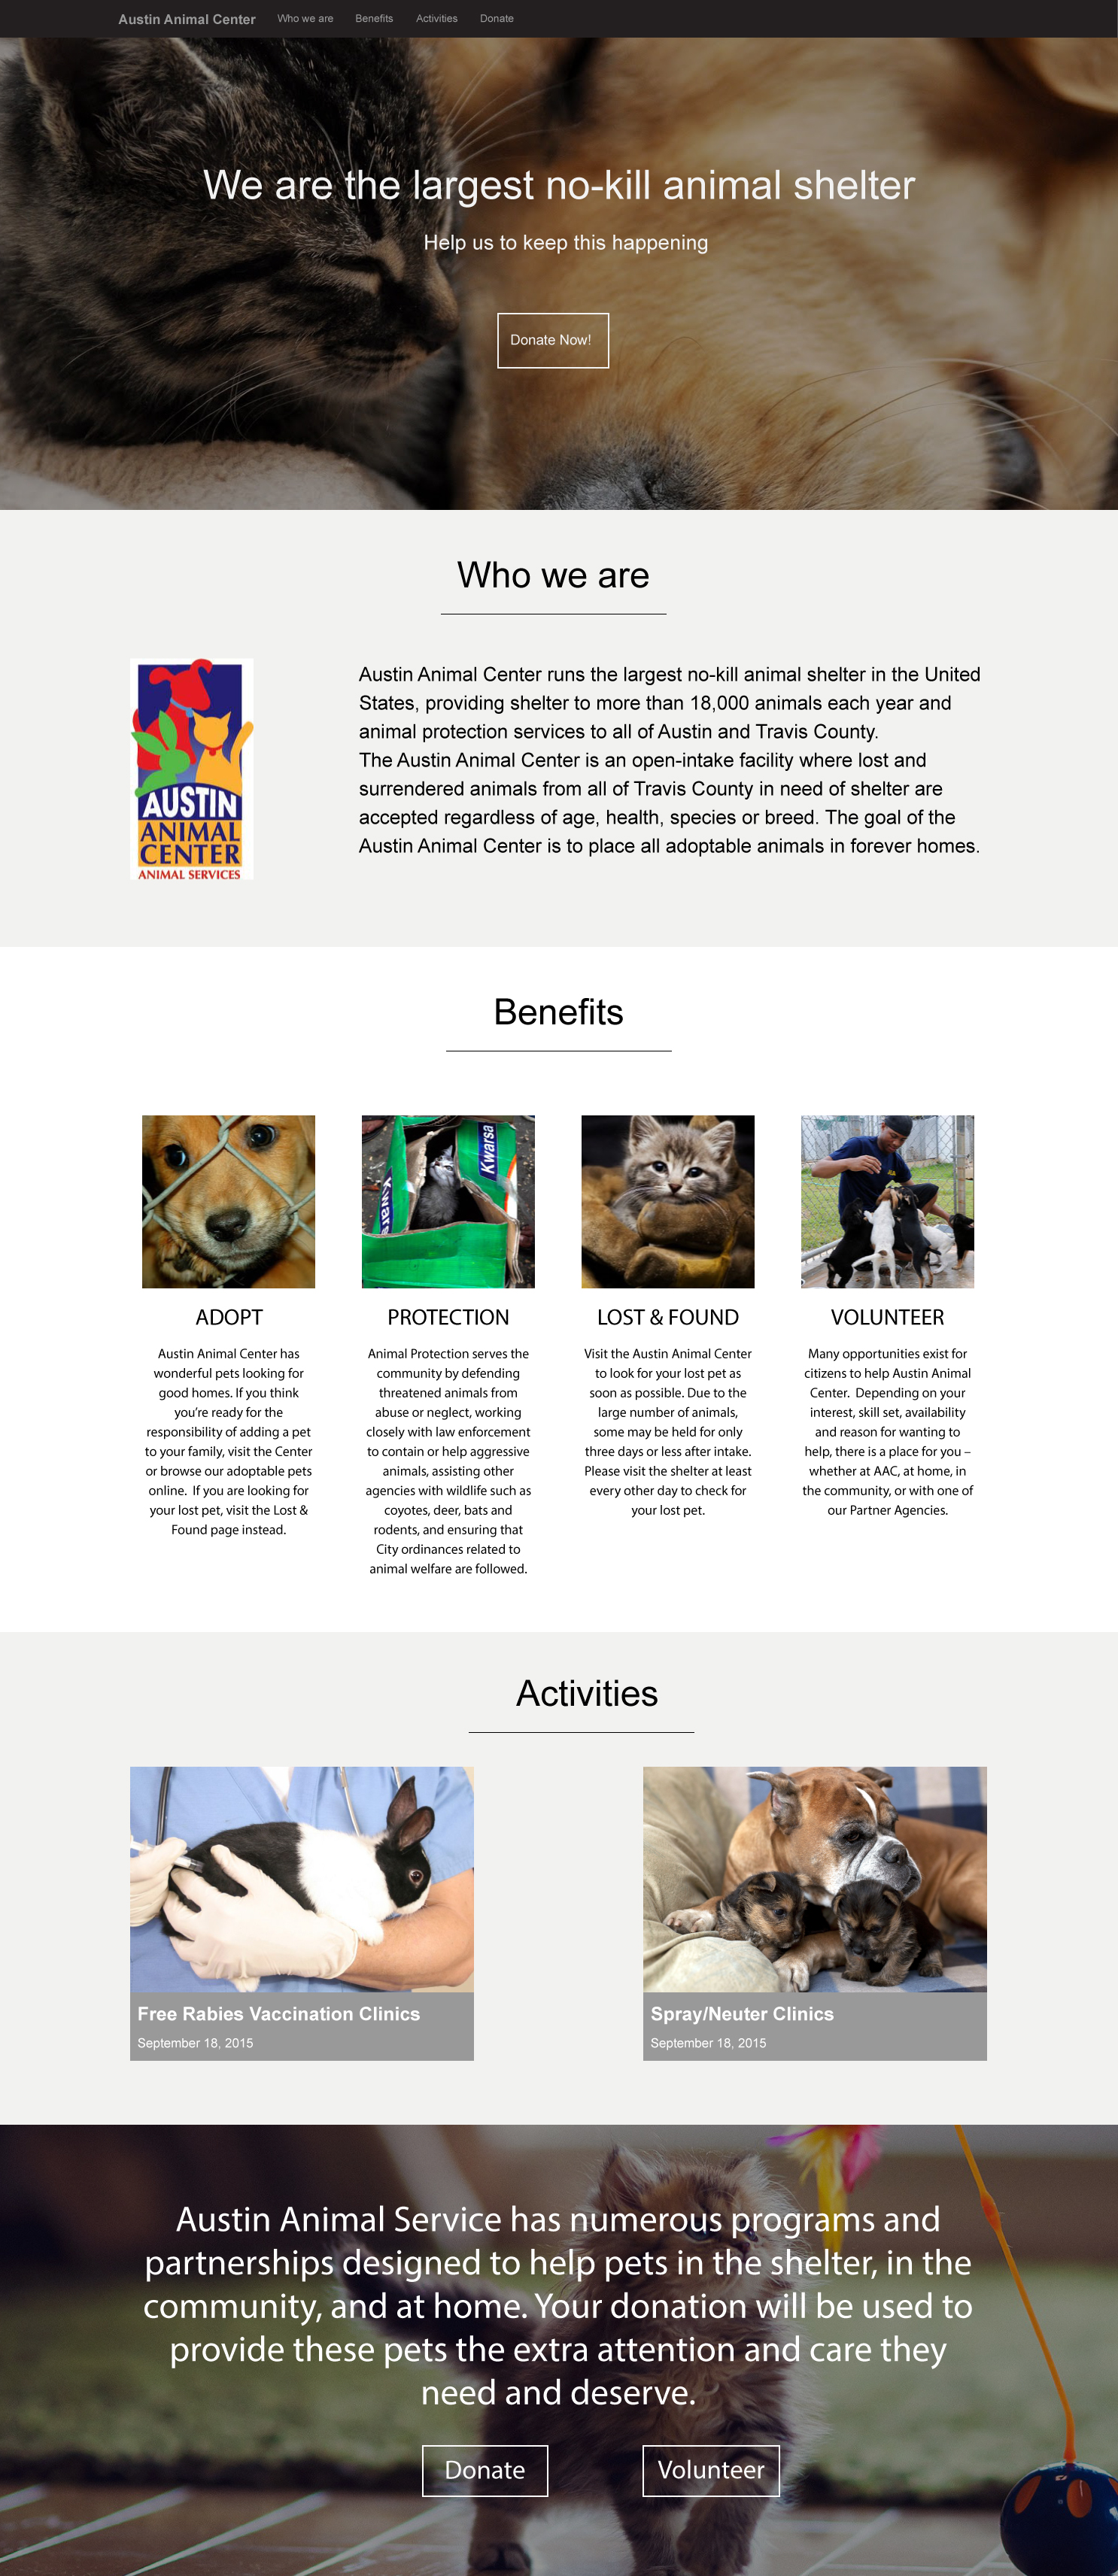 Austin Animal Center Who we are Benefits Activities Donate
We are the largest no-kill animal shelter
Help us to keep this happening
Donate Now!
Who we are
AUSTIN
ANIMAL
CENTER
ANIMAL SERVICES
Austin Animal Center runs the largest no-kill animal shelter in the United
States, providing shelter to more than 18,000 animals each year and
animal protection services to all of Austin and Travis County.
The Austin Animal Center is an open-intake facility where lost and
surrendered animals from all of Travis County in need of shelter are
accepted regardless of age, health, species or breed. The goal of the
Austin Animal Center is to place all adoptable animals in forever homes.
Benefits
Kwarsa
Kwarsa
ADOPT
Austin Animal Center has
wonderful pets looking for
good homes. If you think
you're ready for the
responsibility of adding a pet
to your family, visit the Center
or browse our adoptable pets
online.  If you are looking for
your lost pet, visit the Lost &
Found page instead.
PROTECTION
Animal Protection serves the
community by defending
threatened animals from
abuse or neglect, working
closely with law enforcement
to contain or help aggressive
animals, assisting other
agencies with wildlife such as
coyotes, deer, bats and
rodents, and ensuring that
City ordinances related to
animal welfare are followed.
LOST & FOUND
Visit the Austin Animal Center
to look for your lost pet as
soon as possible. Due to the
large number of animals,
some may be held for only
three days or less after intake.
Please visit the shelter at least
every other day to check for
your lost pet.
VOLUNTEER
Many opportunities exist for
citizens to help Austin Animal
Center.  Depending on your
interest, skill set, availability
and reason for wanting to
help, there is a place for you –
whether at AAC, at home, in
the community, or with one of
our Partner Agencies.
Activities
Free Rabies Vaccination Clinics
September 18, 2015
Spray/Neuter Clinics
September 18, 2015
Austin Animal Service has numerous programs and
partnerships designed to help pets in the shelter, in the
community, and at home. Your donation will be used to
provide these pets the extra attention and care they
need and deserve.
Donate
Volunteer